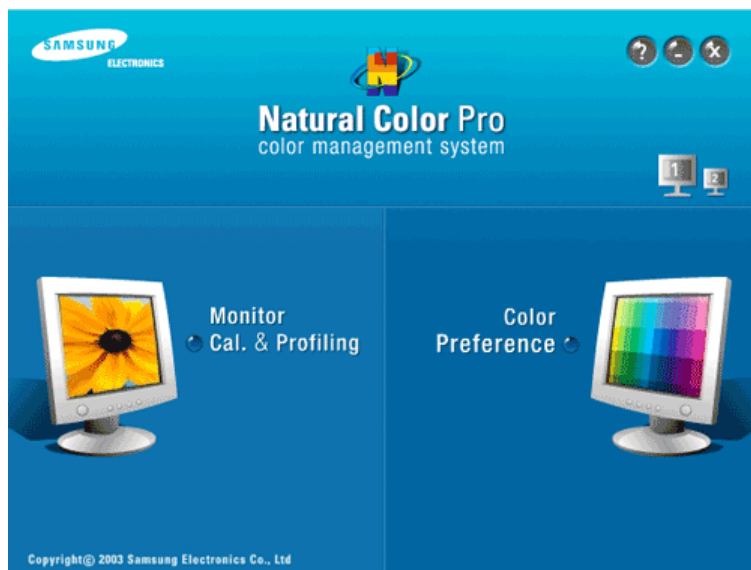 SAMSUNG
ELECTRONICS
?
-
x
N
Natural Color Pro
color management system
1
2
Monitor
Cal. & Profiling
Color
Preference
Copyright© 2003 Samsung Electronics Co., Ltd